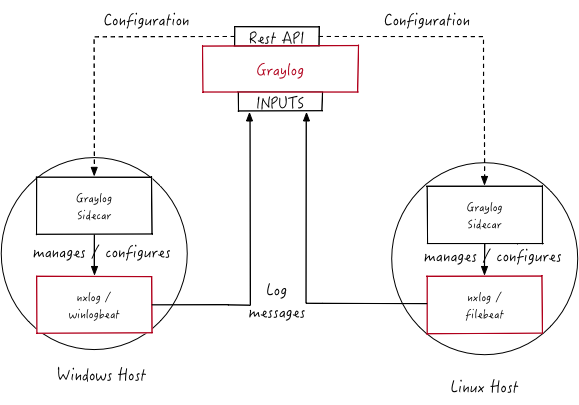 Configuration
Configuration
Rest API
Graylog
INPUTS
Graylog
Sidecar
manages / configures
nxlog /
winlogbeat
Windows Host
Log
messages
Graylog
Sidecar
manages / configures
nxlog /
filebeat
Linux Host